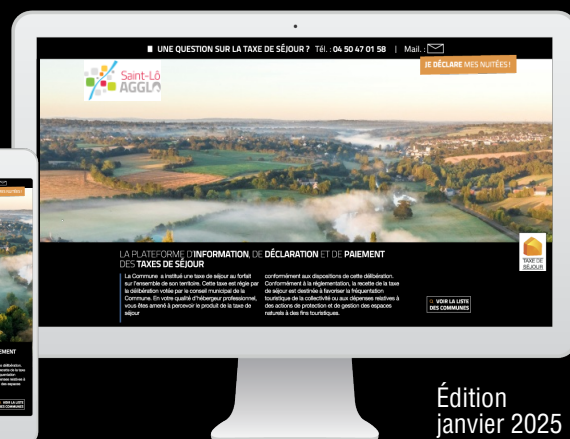 UNE QUESTION SUR LA TAXE DE SÉJOUR ? Tél. : 04 50 47 01 58 | Mail. :
JE DÉCLARE MES NUITÉES !
Saint-Lô
AGGLO
LA PLATEFORME D'INFORMATION, DE DÉCLARATION ET DE PAIEMENT
DES TAXES DE SÉJOUR
La Commune a institué une taxe de séjour au forfait
sur l'ensemble de son territoire. Cette taxe est régie par
la délibération votée par le conseil municipal de la
Commune. En votre qualité d'hébergeur professionnel,
vous êtes amené à percevoir le produit de la taxe de
séjour
conformément aux dispositions de cette délibération.
Conformément à la réglementation, la recette de la taxe
de séjour est destinée à favoriser la fréquentation
touristique de la collectivité ou aux dépenses relatives à
des actions de protection et de gestion des espaces
naturels à des fins touristiques.
TAXE DE
SÉJOUR
VOIR LA LISTE
DES COMMUNES
EMENT
VOIR LA LISTE
DES COMMUNES
Édition
janvier 2025